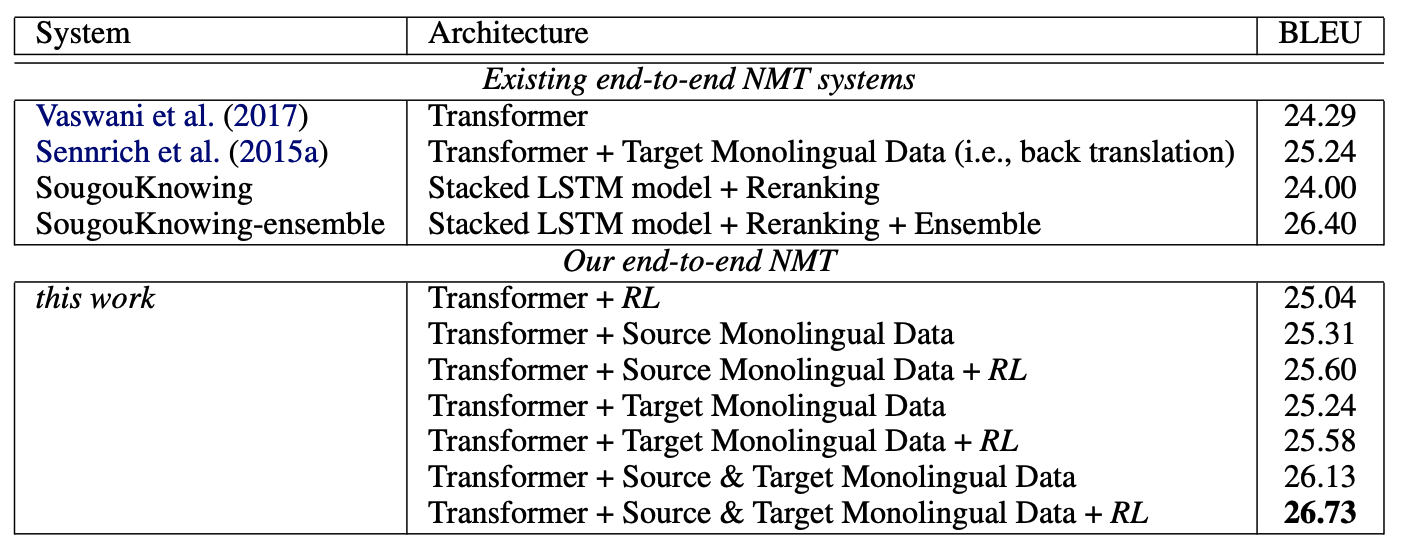 System Architecture BLEU
Existing end-to-end NMT systems
Vaswani et al. (2017) Transformer 24.29
Sennrich et al. (2015a) Transformer + Target Monolingual Data (i.e., back translation) 25.24
SougouKnowing Stacked LSTM model + Reranking 24.00
SougouKnowing-ensemble Stacked LSTM model + Reranking + Ensemble 26.40
Our end-to-end NMT
this work Transformer + RL 25.04
Transformer + Source Monolingual Data 25.31
Transformer + Source Monolingual Data + RL 25.60
Transformer + Target Monolingual Data 25.24
Transformer + Target Monolingual Data + RL 25.58
Transformer + Source & Target Monolingual Data 26.13
Transformer + Source & Target Monolingual Data + RL 26.73